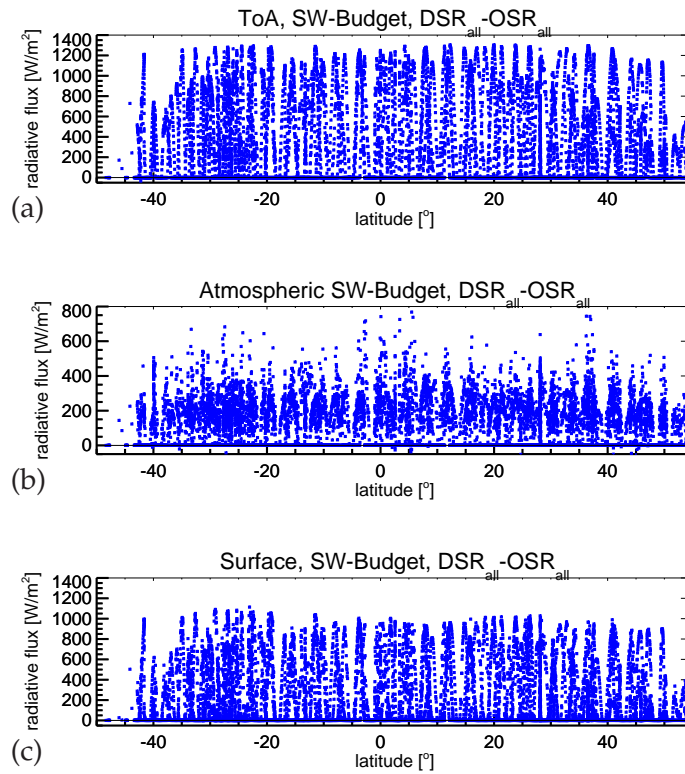 ToA, SW-Budget, DSR_all-OSR_all
radiative flux [W/m²]
1400
1200
1000
800
600
400
200
0
-40 -20 0 20 40
latitude [°]
(a)
Atmospheric SW-Budget, DSR_all-OSR_all
radiative flux [W/m²]
800
600
400
200
0
-40 -20 0 20 40
latitude [°]
(b)
Surface, SW-Budget, DSR_all-OSR_all
radiative flux [W/m²]
1400
1200
1000
800
600
400
200
0
-40 -20 0 20 40
latitude [°]
(c)